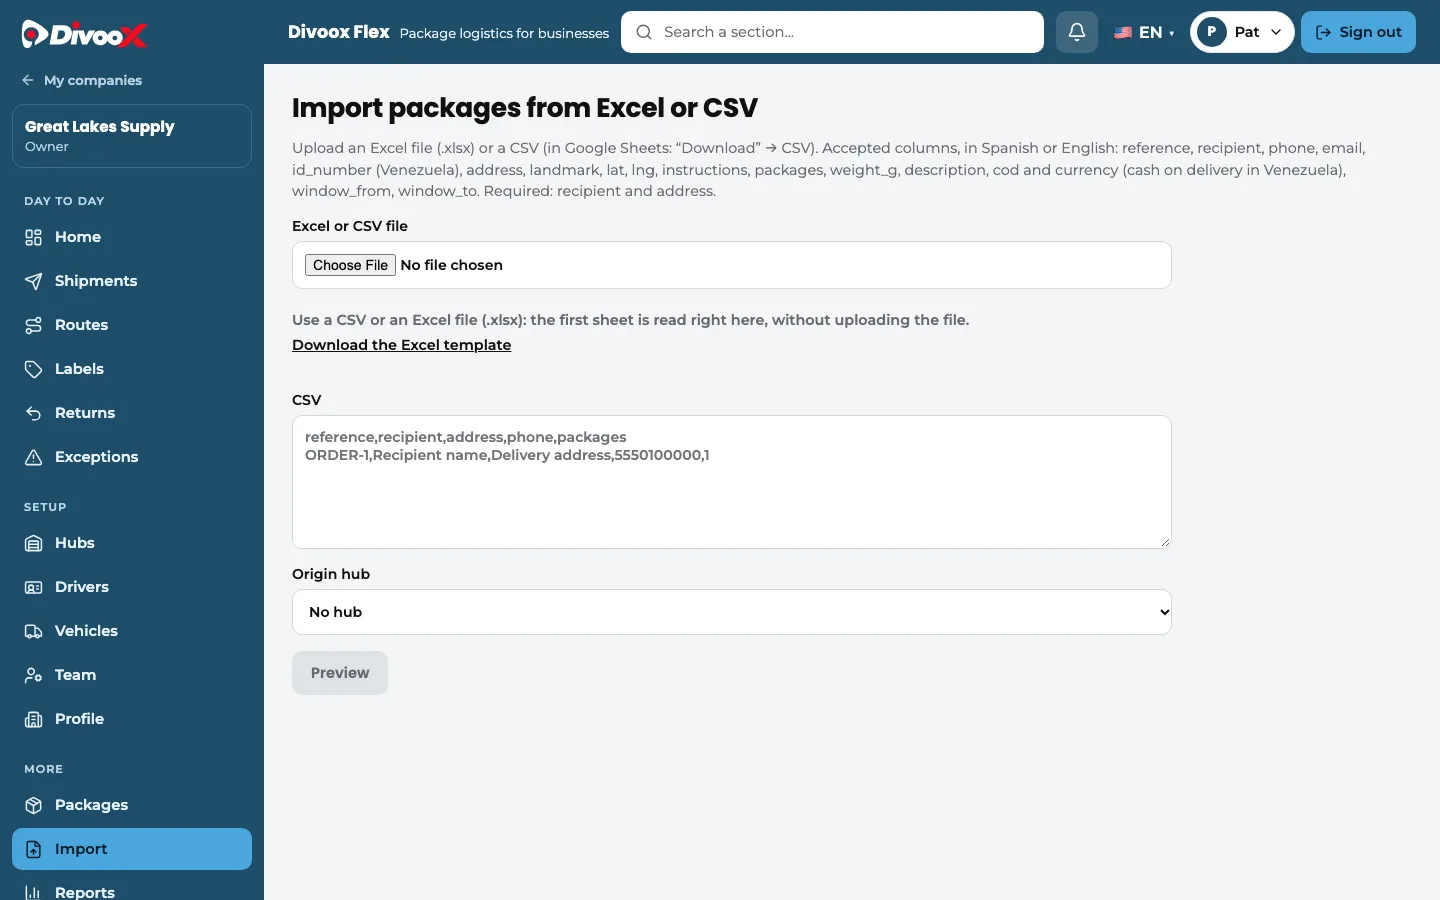 DivooX
My companies
Great Lakes Supply
Owner
DAY TO DAY
Home
Shipments
Routes
Labels
Returns
Exceptions
SETUP
Hubs
Drivers
Vehicles
Team
Profile
MORE
Packages
Import
Reports
Divoox Flex Package logistics for businesses
Search a section...
EN
P Pat
Sign out
Import packages from Excel or CSV
Upload an Excel file (.xlsx) or a CSV (in Google Sheets: “Download” → CSV). Accepted columns, in Spanish or English: reference, recipient, phone, email,
id_number (Venezuela), address, landmark, lat, lng, instructions, packages, weight_g, description, cod and currency (cash on delivery in Venezuela),
window_from, window_to. Required: recipient and address.
Excel or CSV file
Choose File No file chosen
Use a CSV or an Excel file (.xlsx): the first sheet is read right here, without uploading the file.
Download the Excel template
CSV
reference,recipient,address,phone,packages
ORDER-1,Recipient name,Delivery address,5550100000,1
Origin hub
No hub
Preview